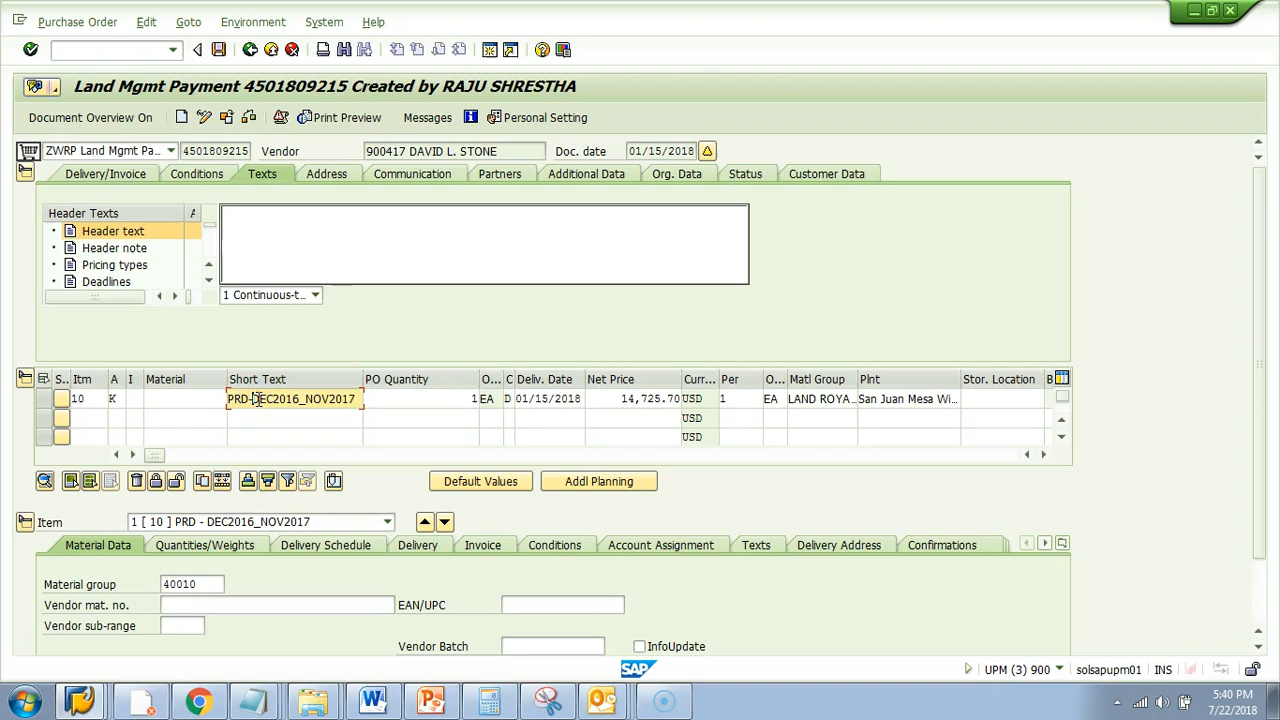 Purchase Order Edit Goto Environment System Help
Land Mgmt Payment 4501809215 Created by RAJU SHRESTHA
Document Overview On Print Preview Messages Personal Setting
ZWRP Land Mgmt Pa... 4501809215 Vendor 900417 DAVID L. STONE Doc. date 01/15/2018
Delivery/Invoice Conditions Texts Address Communication Partners Additional Data Org. Data Status Customer Data
Header Texts A
Header text
Header note
Pricing types
Deadlines
1 Continuous-t...
S.. Itm A I Material Short Text PO Quantity O... C Deliv. Date Net Price Curr... Per O... Matl Group Plnt Stor. Location B
10 K PRD-DEC2016_NOV2017 1 EA D 01/15/2018 14,725.70 USD 1 EA LAND ROYA... San Juan Mesa Wi...
USD
USD
Default Values Addl Planning
Item 1 [ 10 ] PRD - DEC2016_NOV2017
Material Data Quantities/Weights Delivery Schedule Delivery Invoice Conditions Account Assignment Texts Delivery Address Confirmations
Material group 40010
Vendor mat. no. EAN/UPC
Vendor sub-range
Vendor Batch InfoUpdate
SAP UPM (3) 900 solsapupm01 INS
5:40 PM
7/22/2018